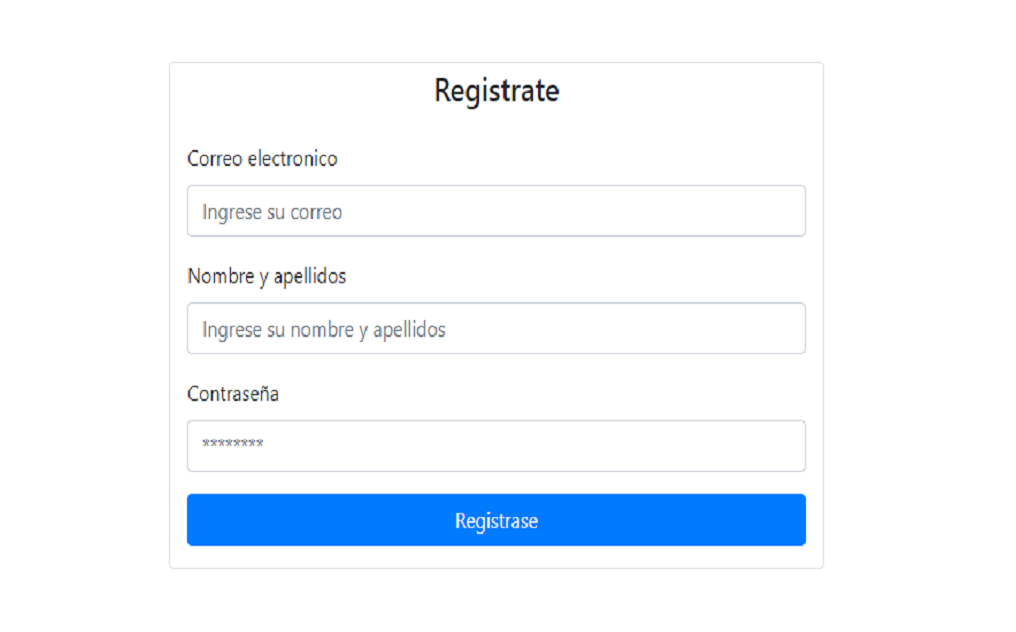 Registrate
Correo electronico
Ingrese su correo
Nombre y apellidos
Ingrese su nombre y apellidos
Contraseña
********
Registrase